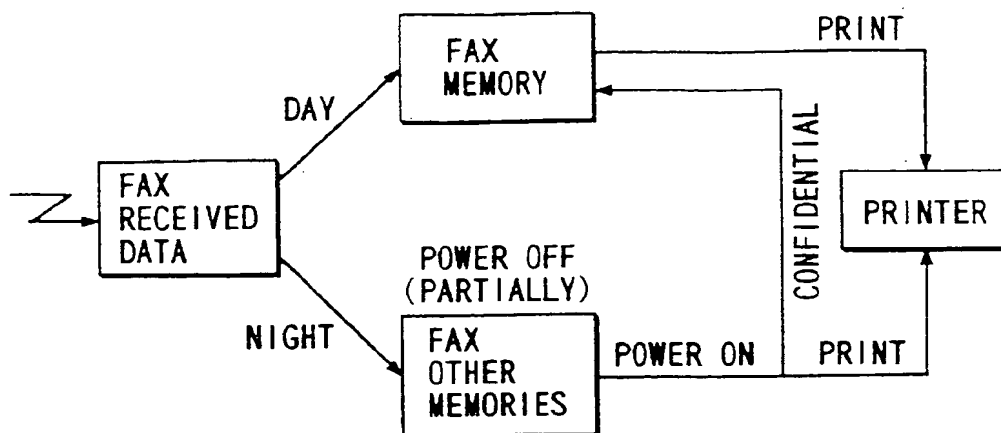 FAX
MEMORY
PRINT
DAY
CONFIDENTIAL
FAX
RECEIVED
DATA
PRINTER
POWER OFF
(PARTIALLY)
NIGHT
FAX
OTHER
MEMORIES
POWER ON
PRINT